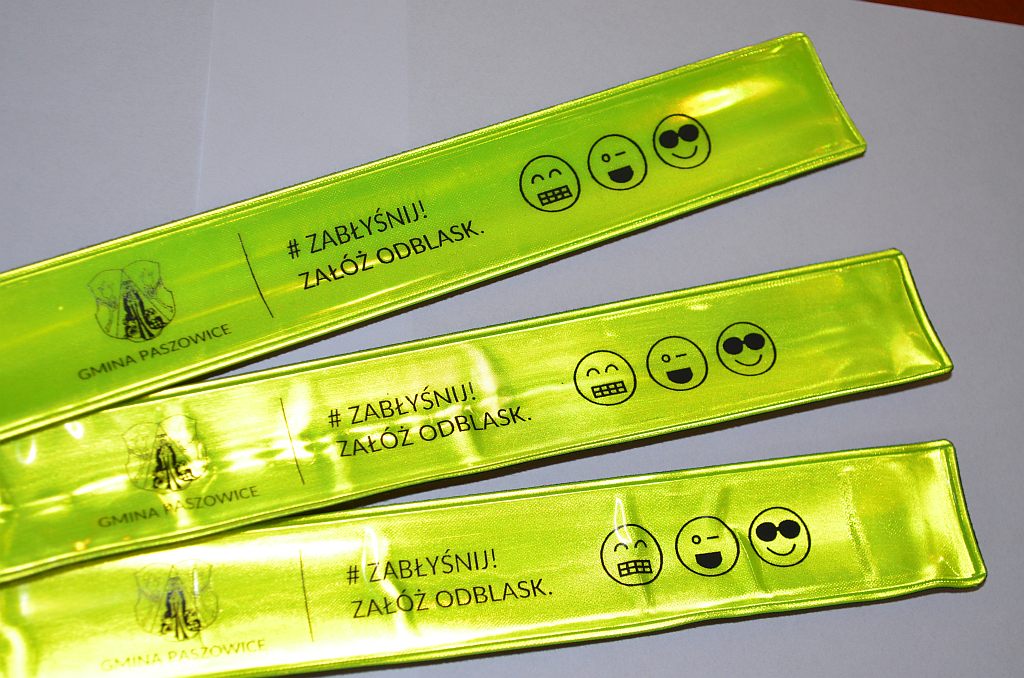 # ZABŁYŚNIJ!
ZAŁÓŻ ODBLASK.
GMINA PASZOWICE
# ZABŁYŚNIJ!
ZAŁÓŻ ODBLASK.
GMINA PASZOWICE
# ZABŁYŚNIJ!
ZAŁÓŻ ODBLASK.
GMINA PASZOWICE